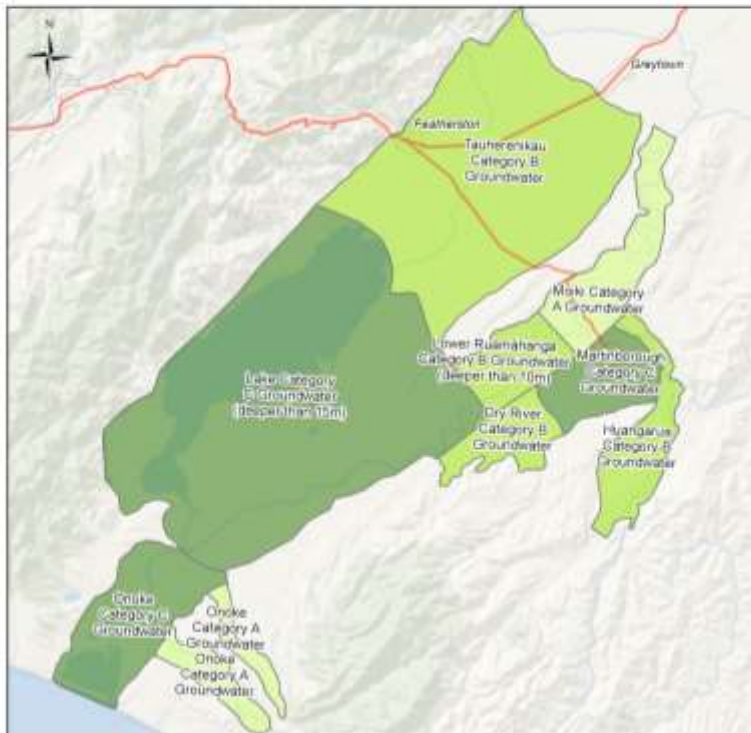 N
Greytown
Featherston
Tauherenikau
Category B
Groundwater
Moiki Category
A Groundwater
Lower Ruamahanga
Category B Groundwater
(deeper than 10m)
Martinborough
Category C
Groundwater
Lake Category
C Groundwater
(deeper than 15m)
Dry River
Category B
Groundwater
Huangarua
Category B
Groundwater
Onoke
Category C
Groundwater
Onoke
Category A
Groundwater
Onoke
Category A
Groundwater